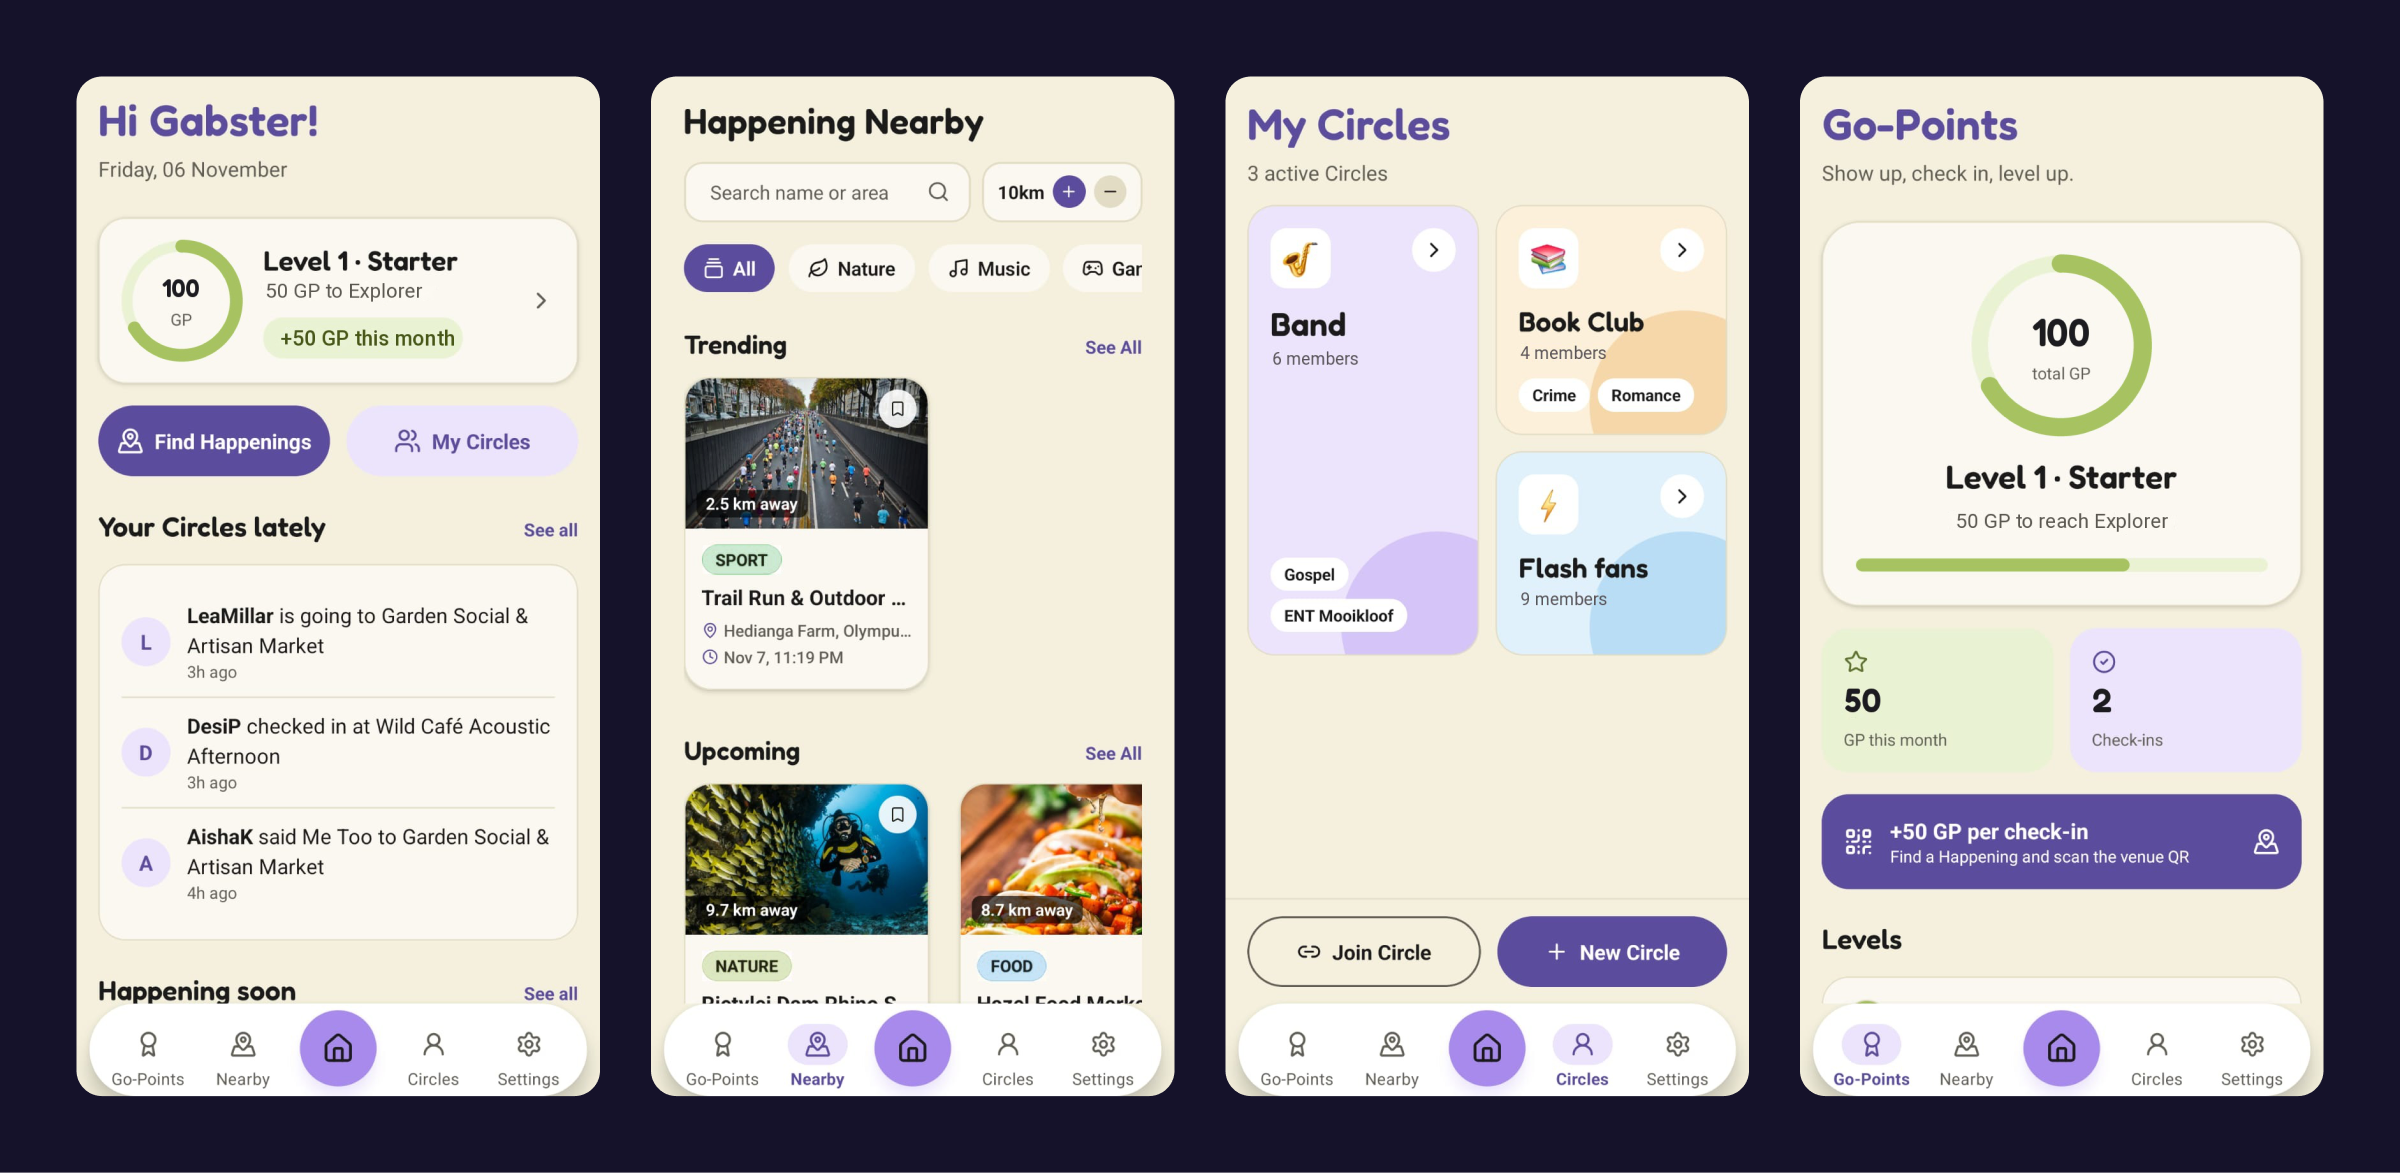 Hi Gabster!
Friday, 06 November
100
GP
Level 1 · Starter
50 GP to Explorer
+50 GP this month
Find Happenings
My Circles
Your Circles lately
See all
L
LeaMillar is going to Garden Social &
Artisan Market
3h ago
D
DesiP checked in at Wild Café Acoustic
Afternoon
3h ago
A
AishaK said Me Too to Garden Social &
Artisan Market
4h ago
Happening soon
See all
Go-Points
Nearby
Circles
Settings
Happening Nearby
Search name or area
10km
All
Nature
Music
Gar
Trending
See All
2.5 km away
SPORT
Trail Run & Outdoor ...
Hedianga Farm, Olympu...
Nov 7, 11:19 PM
Upcoming
See All
9.7 km away
NATURE
8.7 km away
FOOD
Go-Points
Nearby
Circles
Settings
My Circles
3 active Circles
Band
6 members
Gospel
ENT Mooikloof
Book Club
4 members
Crime
Romance
Flash fans
9 members
Join Circle
New Circle
Go-Points
Nearby
Circles
Settings
Go-Points
Show up, check in, level up.
100
total GP
Level 1 · Starter
50 GP to reach Explorer
50
GP this month
2
Check-ins
+50 GP per check-in
Find a Happening and scan the venue QR
Levels
Go-Points
Nearby
Circles
Settings